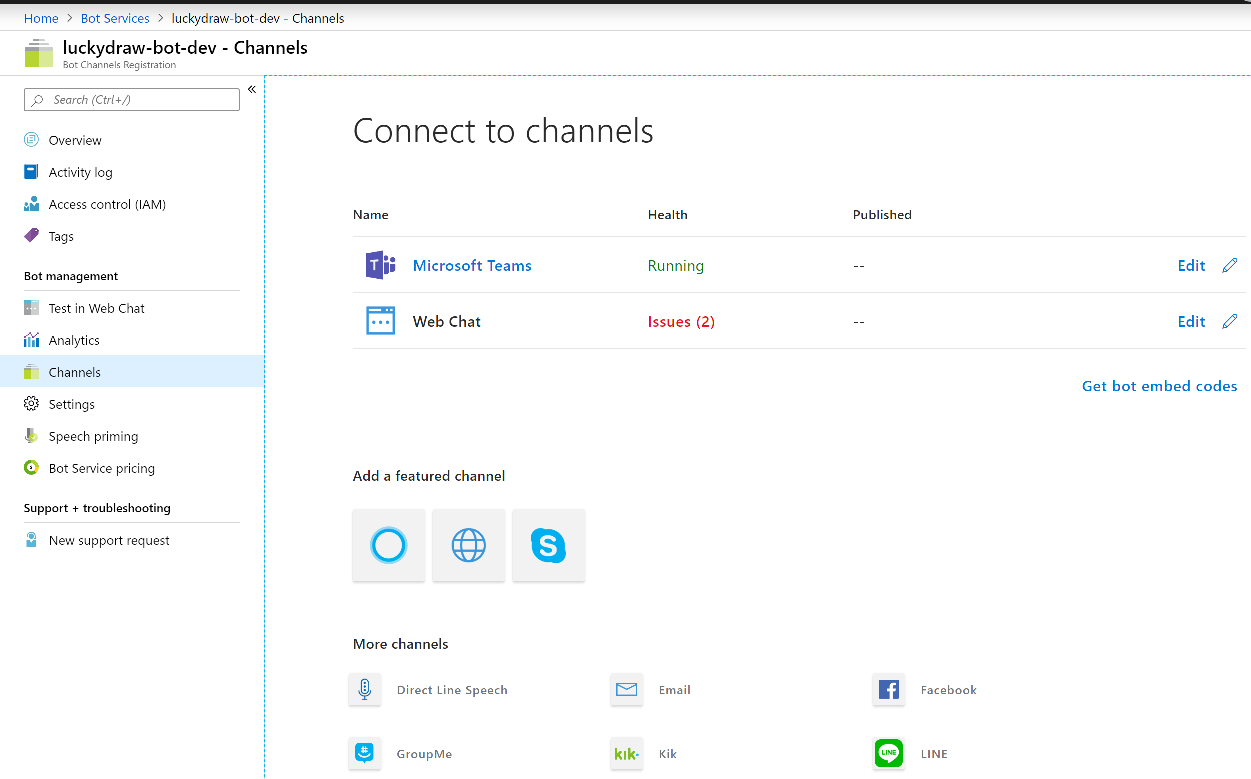 Home > Bot Services > luckydraw-bot-dev - Channels
luckydraw-bot-dev - Channels
Bot Channels Registration
Search (Ctrl+/)
«
Overview
Activity log
Access control (IAM)
Tags
Bot management
Test in Web Chat
Analytics
Channels
Settings
Speech priming
Bot Service pricing
Support + troubleshooting
New support request
Connect to channels
Name Health Published
Microsoft Teams Running -- Edit
Web Chat Issues (2) -- Edit
Get bot embed codes
Add a featured channel
More channels
Direct Line Speech Email Facebook
GroupMe Kik LINE